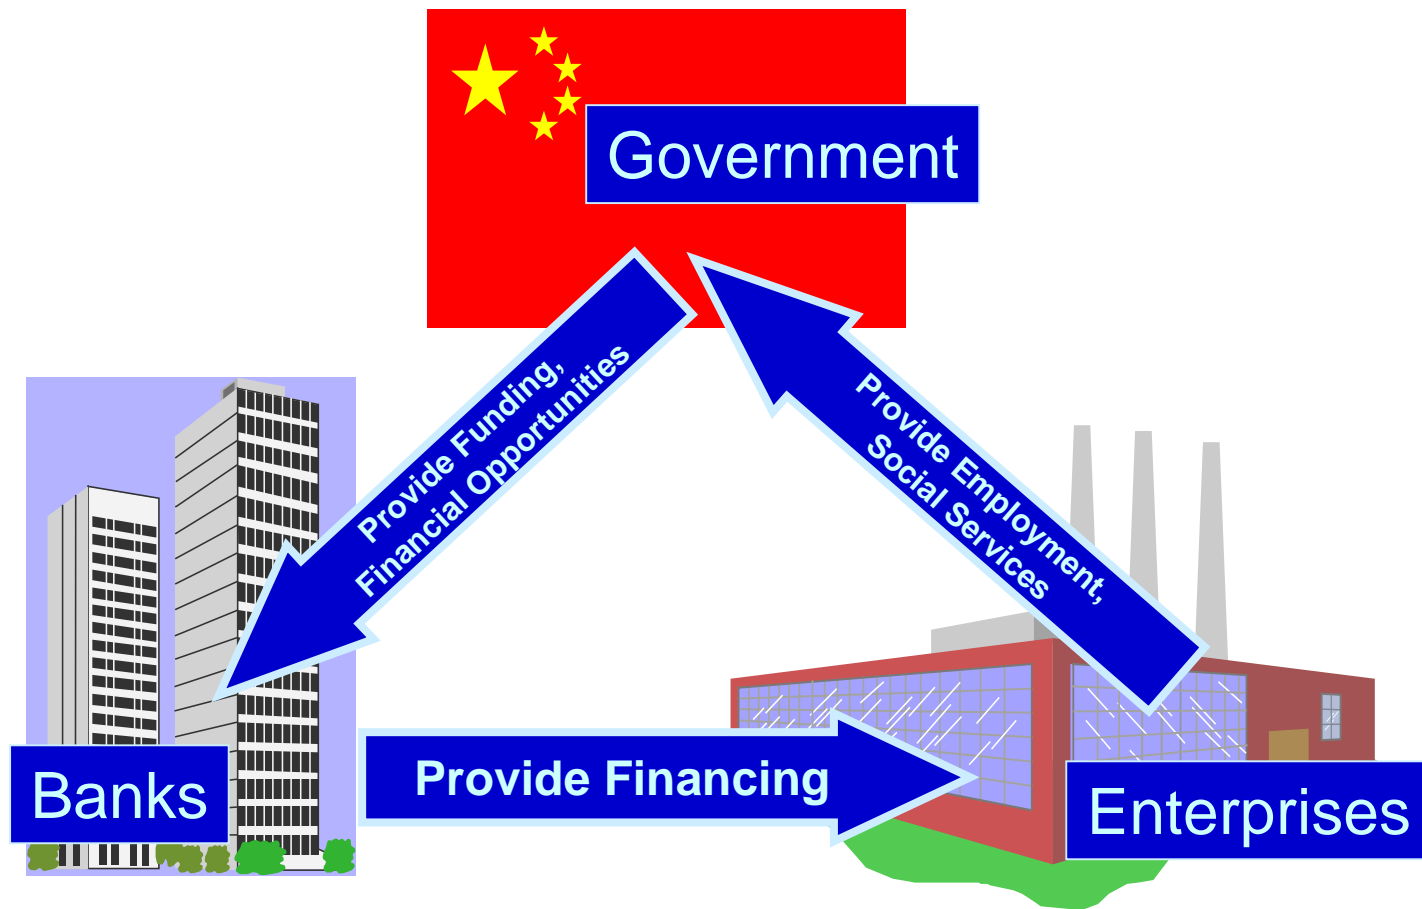 Government
Provide Funding,
Financial Opportunities
Provide Employment,
Social Services
Banks
Provide Financing
Enterprises